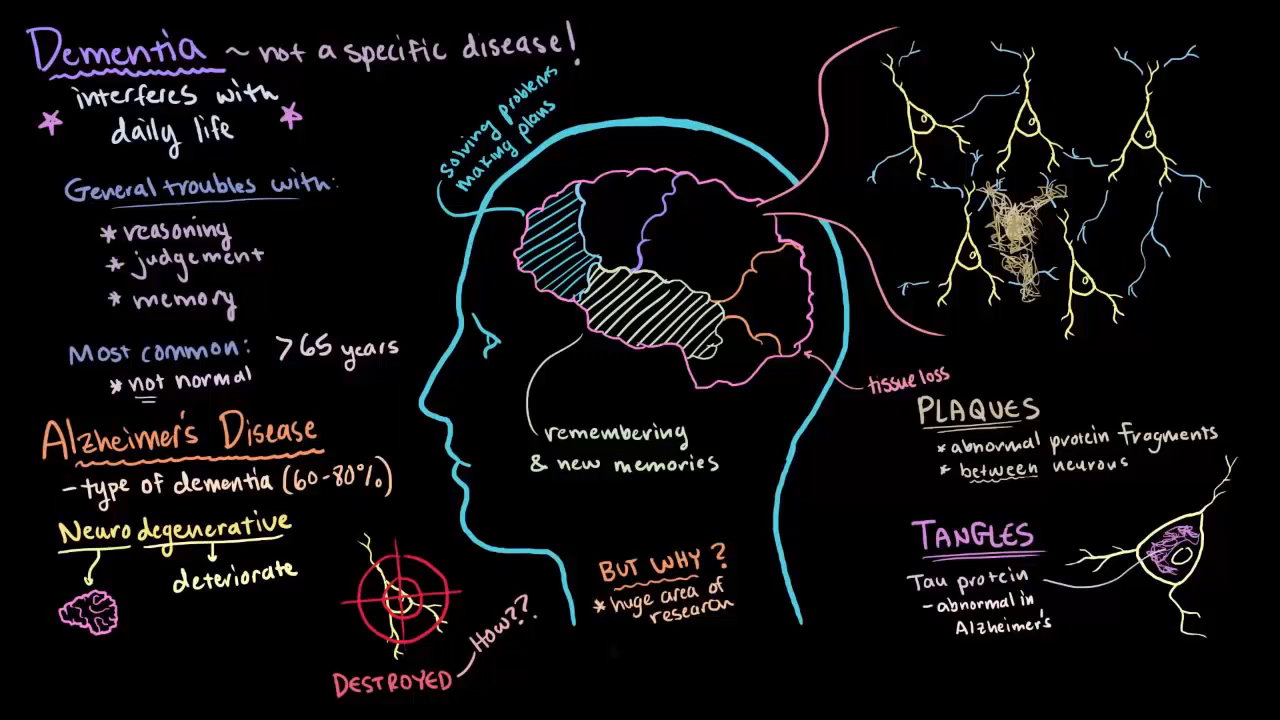 Dementia ~ not a specific disease!
* interferes with *
daily life
General troubles with:
* reasoning
* judgement
* memory
Most common: >65 years
* not normal
Alzheimer's Disease
- type of dementia (60-80%)
Neurodegenerative
deteriorate
DESTROYED
How??
solving problems
making plans
remembering
& new memories
BUT WHY?
* huge area of
research
tissue loss
PLAQUES
* abnormal protein fragments
* between neurons
TANGLES
Tau protein
- abnormal in
Alzheimer's